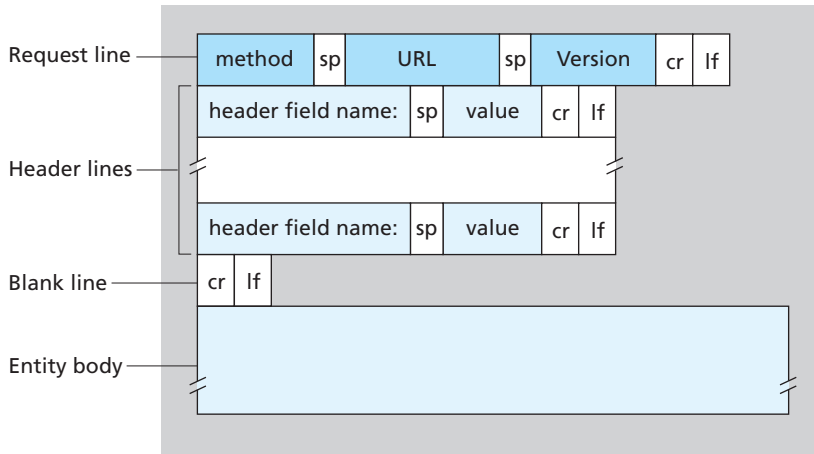 Request line method sp URL sp Version cr lf
header field name: sp value cr lf
Header lines
header field name: sp value cr lf
Blank line cr lf
Entity body